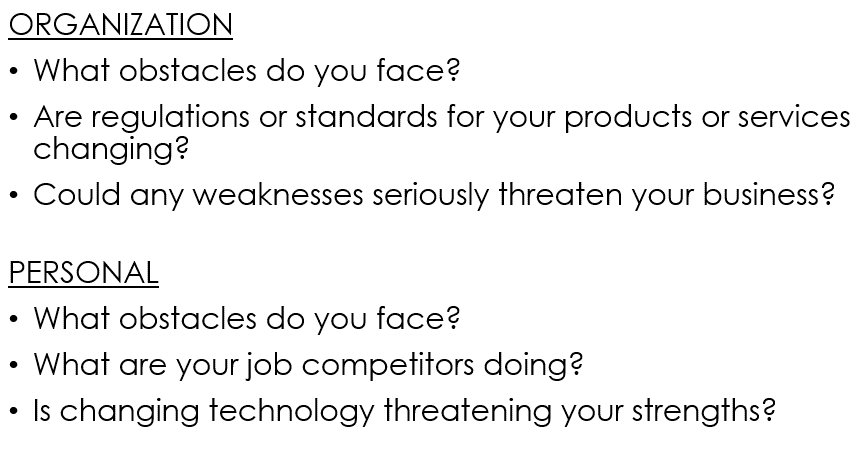 ORGANIZATION
• What obstacles do you face?
• Are regulations or standards for your products or services
changing?
• Could any weaknesses seriously threaten your business?
PERSONAL
• What obstacles do you face?
• What are your job competitors doing?
• Is changing technology threatening your strengths?